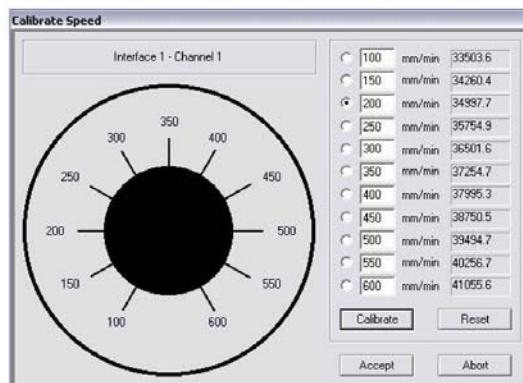 Calibrate Speed
Interface 1 - Channel 1
350
300
400
250
450
200
500
150
550
100
600
100 mm/min 33503.6
150 mm/min 34260.4
200 mm/min 34997.7
250 mm/min 35754.9
300 mm/min 36501.6
350 mm/min 37254.7
400 mm/min 37995.3
450 mm/min 38750.5
500 mm/min 39494.7
550 mm/min 40256.7
600 mm/min 41055.6
Calibrate Reset
Accept Abort